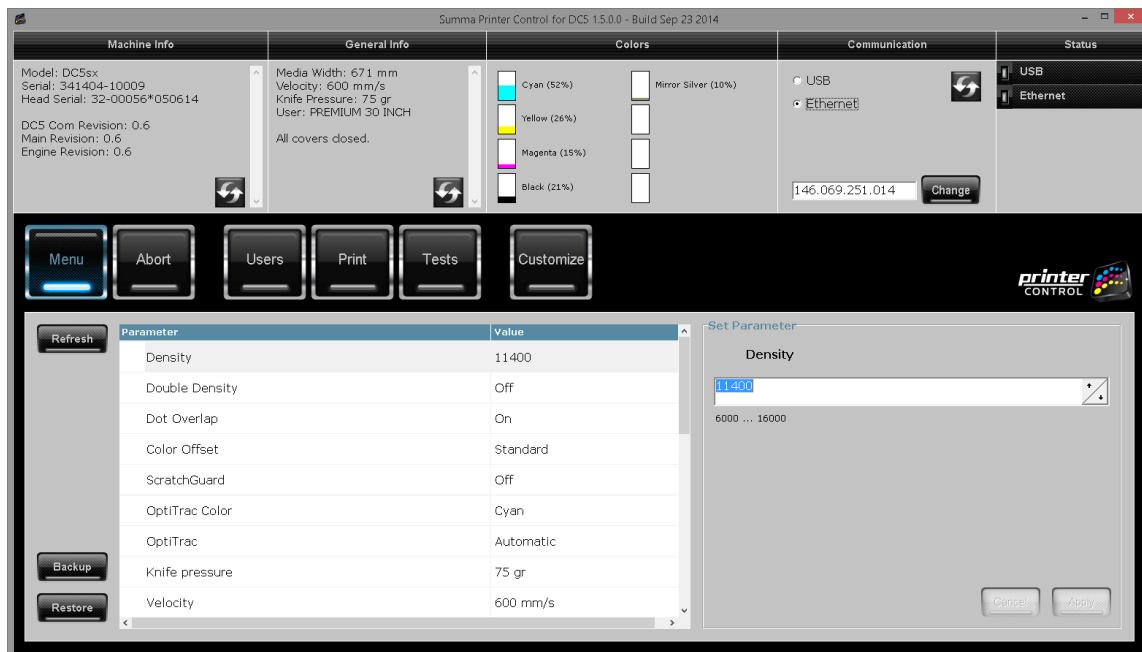 Summa Printer Control for DC5 1.5.0.0 - Build Sep 23 2014
Machine Info
General Info
Colors
Communication
Status
Model: DC5sx
Serial: 341404-10009
Head Serial: 32-00056*050614
DC5 Com Revision: 0.6
Main Revision: 0.6
Engine Revision: 0.6
Media Width: 671 mm
Velocity: 600 mm/s
Knife Pressure: 75 gr
User: PREMIUM 30 INCH
All covers closed.
Cyan (52%)
Mirror Silver (10%)
Yellow (26%)
Magenta (15%)
Black (21%)
USB
Ethernet
146.069.251.014
Change
USB
Ethernet
Menu
Abort
Users
Print
Tests
Customize
printer
CONTROL
Refresh
Backup
Restore
Parameter Value
Density 11400
Double Density Off
Dot Overlap On
Color Offset Standard
ScratchGuard Off
OptiTrac Color Cyan
OptiTrac Automatic
Knife pressure 75 gr
Velocity 600 mm/s
Set Parameter
Density
11400
6000 ... 16000
Cancel
Apply